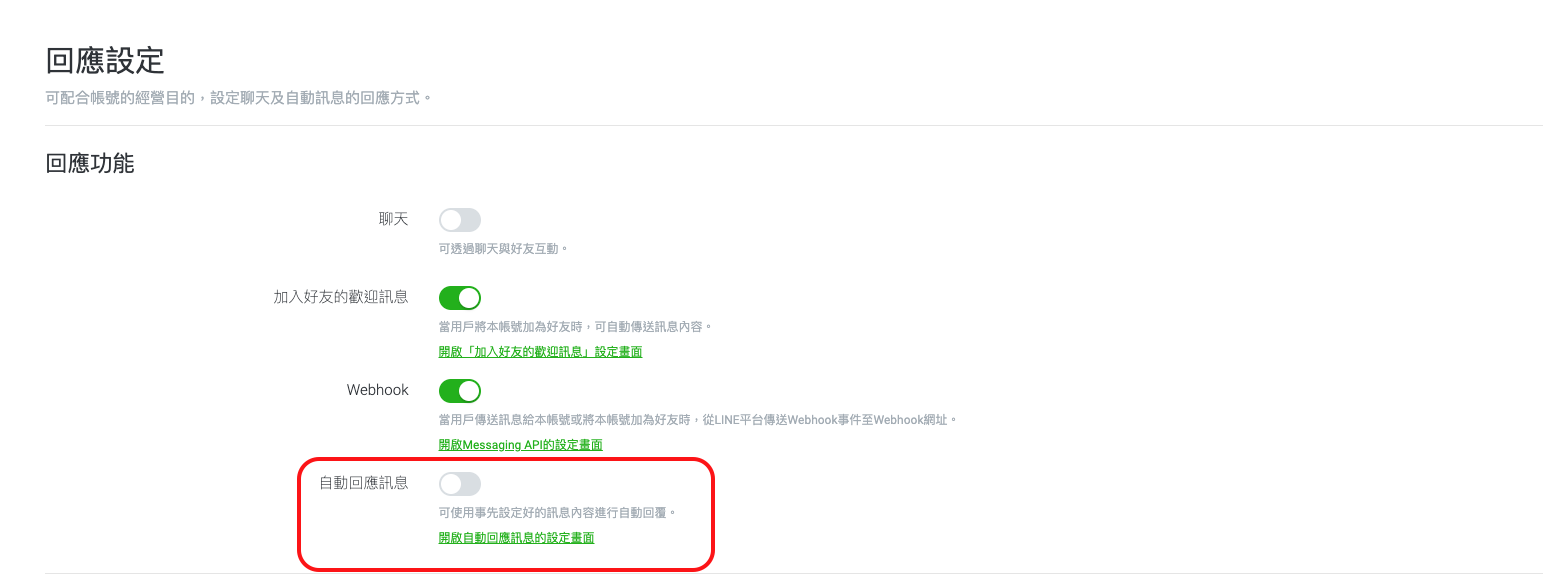 回應設定
可配合帳號的經營目的，設定聊天及自動訊息的回應方式。
回應功能
聊天
可透過聊天與好友互動。
加入好友的歡迎訊息
當用戶將本帳號加為好友時，可自動傳送訊息內容。
開啟「加入好友的歡迎訊息」設定畫面
Webhook
當用戶傳送訊息給本帳號或將本帳號加為好友時，從LINE平台傳送Webhook事件至Webhook網址。
開啟Messaging API的設定畫面
自動回應訊息
可使用事先設定好的訊息內容進行自動回覆。
開啟自動回應訊息的設定畫面